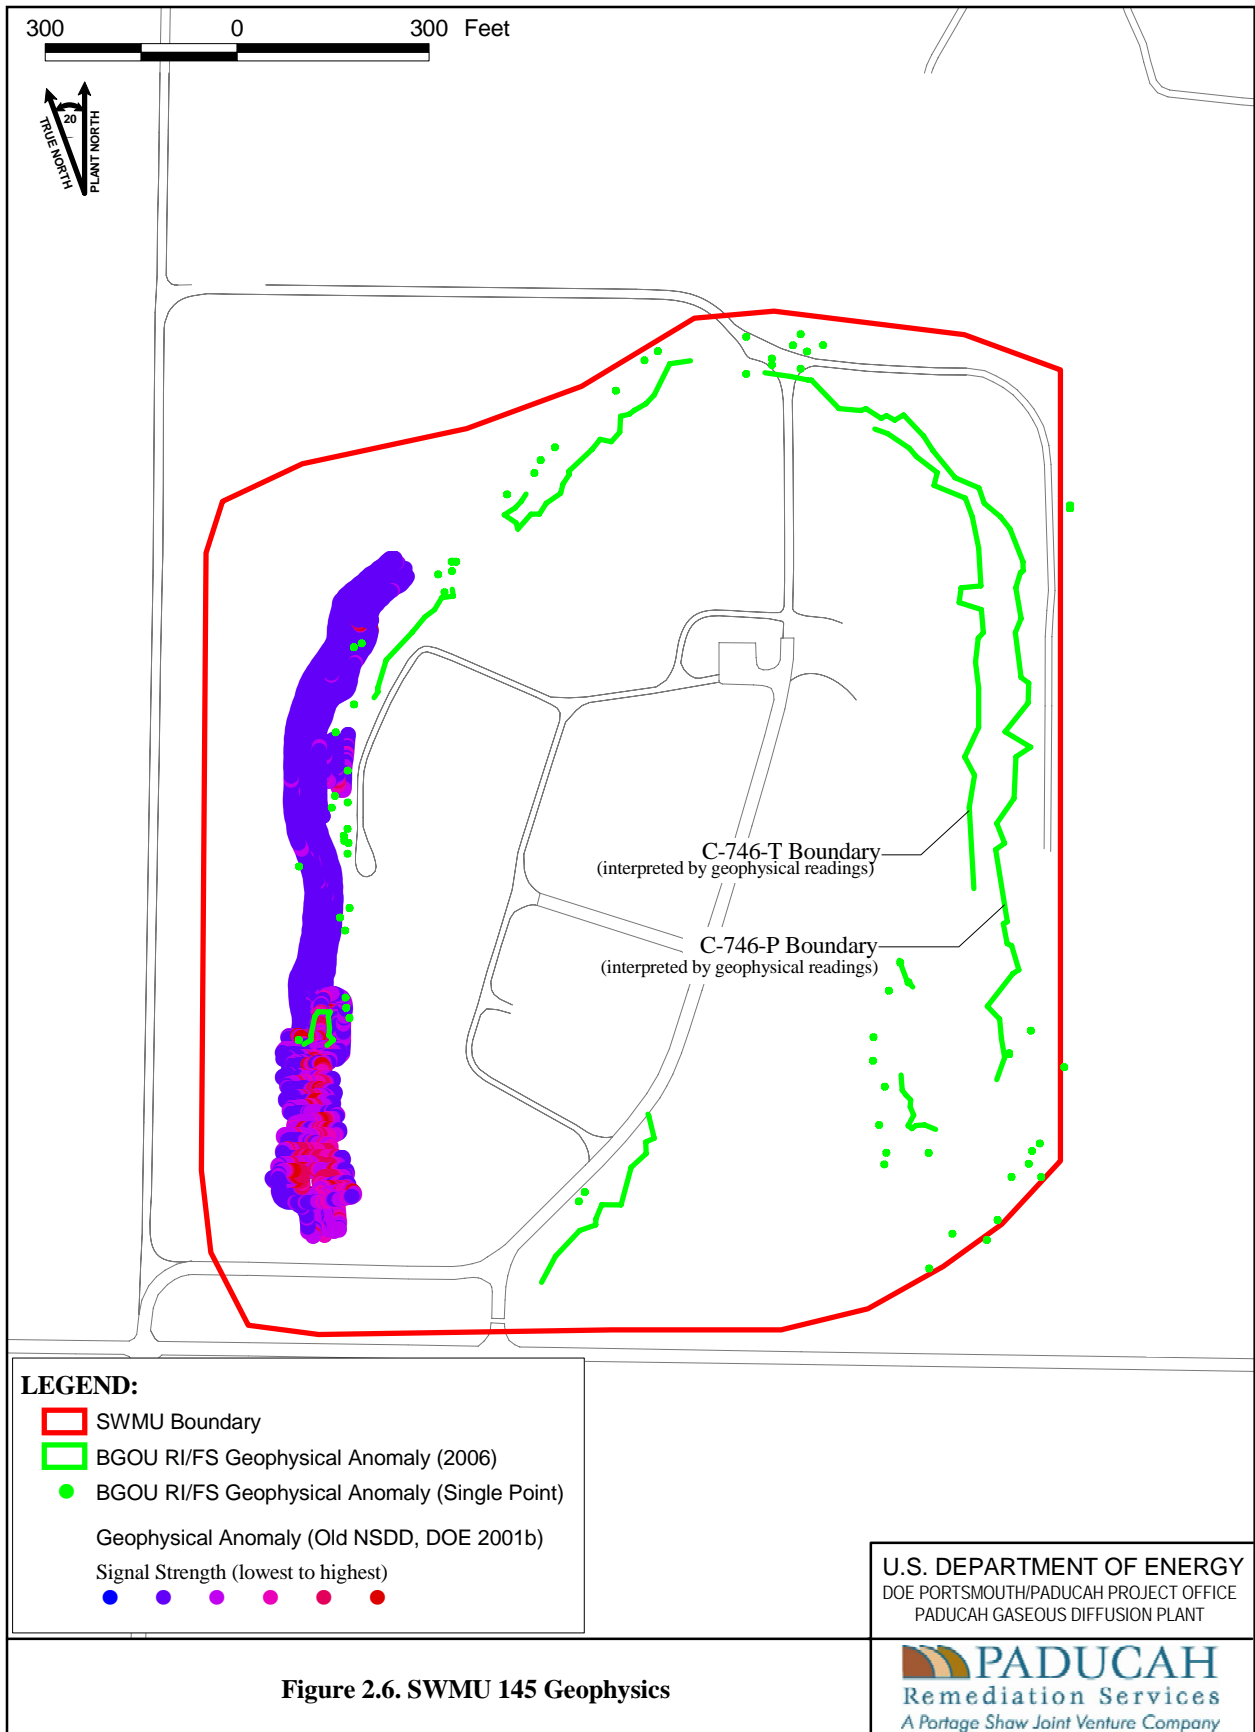 300 0 300 Feet
20
TRUE NORTH
PLANT NORTH
C-746-T Boundary
(interpreted by geophysical readings)
C-746-P Boundary
(interpreted by geophysical readings)
LEGEND:
SWMU Boundary
BGOU RI/FS Geophysical Anomaly (2006)
BGOU RI/FS Geophysical Anomaly (Single Point)
Geophysical Anomaly (Old NSDD, DOE 2001b)
Signal Strength (lowest to highest)
U.S. DEPARTMENT OF ENERGY
DOE PORTSMOUTH/PADUCAH PROJECT OFFICE
PADUCAH GASEOUS DIFFUSION PLANT
Figure 2.6. SWMU 145 Geophysics
PADUCAH
Remediation Services
A Portage Shaw Joint Venture Company